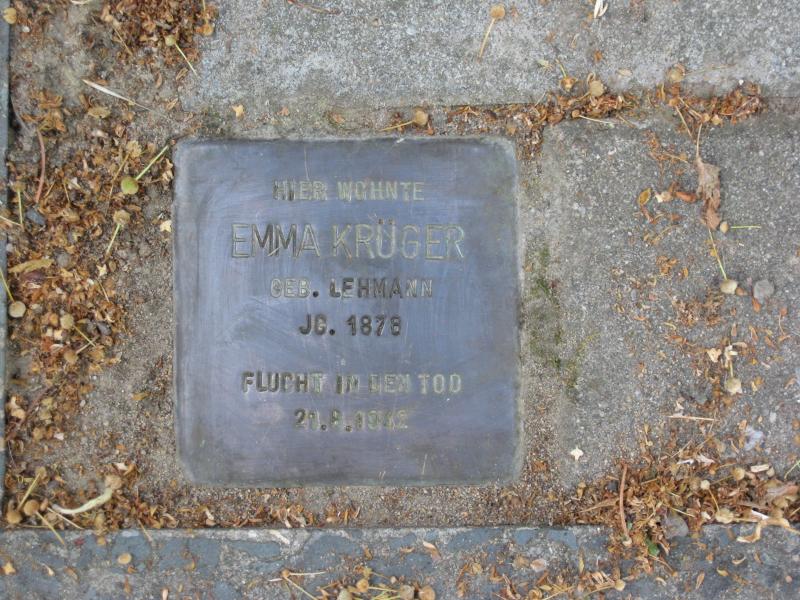 HIER WOHNTE
EMMA KRÜGER
GEB. LEHMANN
JG. 1878
FLUCHT IN DEN TOD